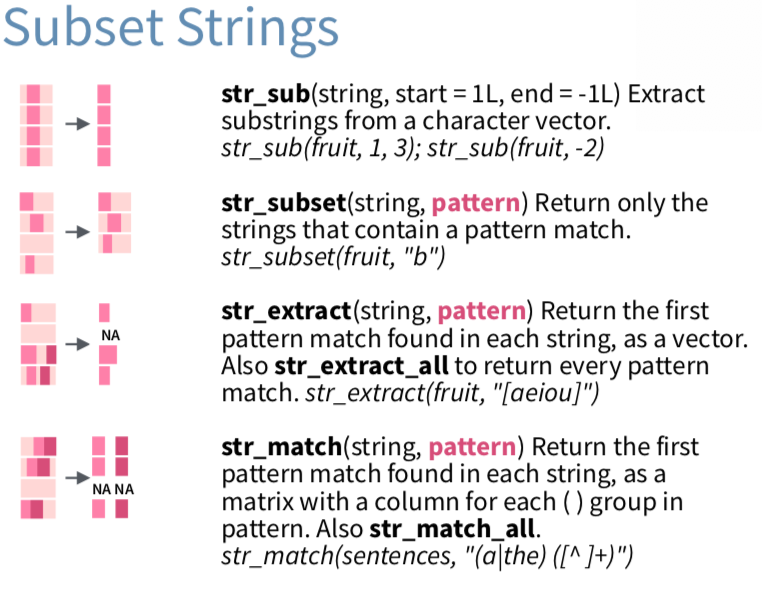 Subset Strings
str_sub(string, start = 1L, end = -1L) Extract
substrings from a character vector.
str_sub(fruit, 1, 3); str_sub(fruit, -2)
str_subset(string, pattern) Return only the
strings that contain a pattern match.
str_subset(fruit, "b")
str_extract(string, pattern) Return the first
pattern match found in each string, as a vector.
Also str_extract_all to return every pattern
match. str_extract(fruit, "[aeiou]")
NA
str_match(string, pattern) Return the first
pattern match found in each string, as a
matrix with a column for each ( ) group in
pattern. Also str_match_all.
str_match(sentences, "(a|the) ([^ ]+)")
NA NA